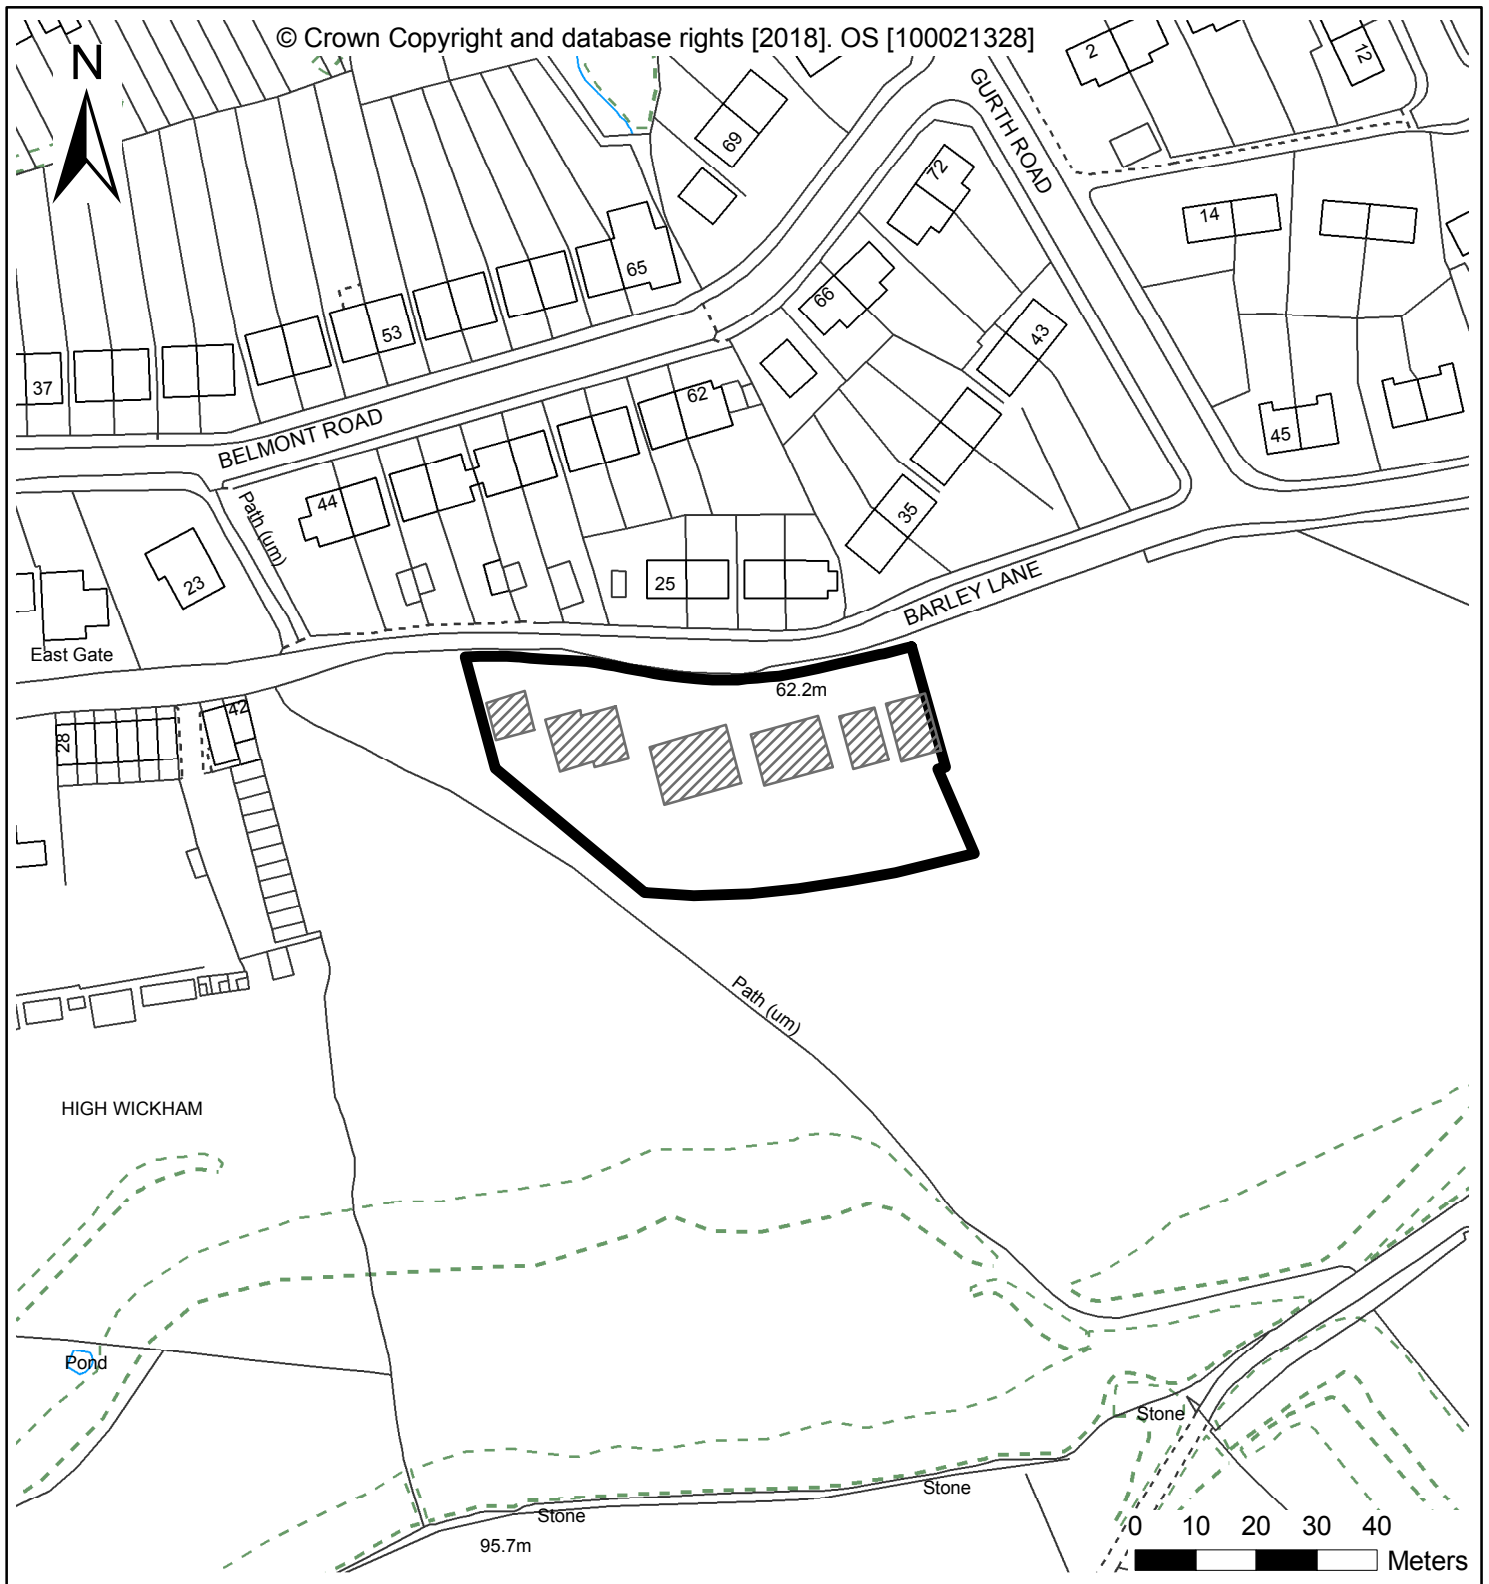 © Crown Copyright and database rights [2018]. OS [100021328]
N
2
12
69
GURTH ROAD
72
14
65
66
53
43
37
62
BELMONT ROAD
45
44
Path (um)
35
25
23
BARLEY LANE
East Gate
62.2m
42
28
Path (um)
HIGH WICKHAM
Pond
Stone
Stone
Stone
95.7m
0 10 20 30 40
Meters